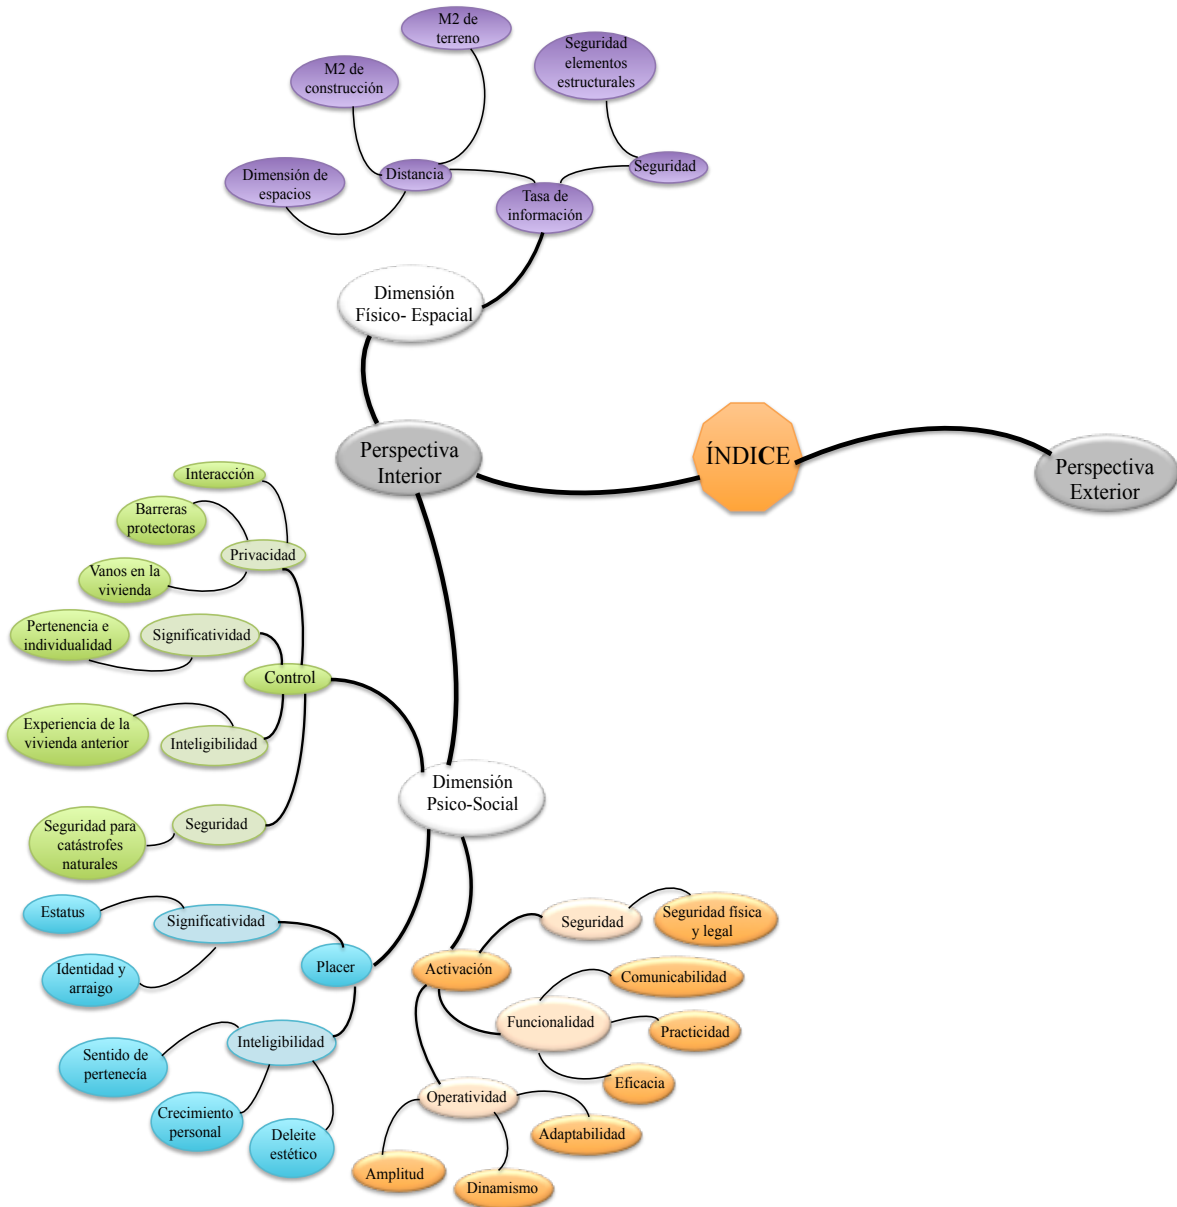 M2 de
terreno
Seguridad
elementos
estructurales
M2 de
construcción
Dimensión de
espacios
Distancia
Seguridad
Tasa de
información
Dimensión
Físico- Espacial
Perspectiva
Interior
ÍNDICE
Perspectiva
Exterior
Interacción
Barreras
protectoras
Privacidad
Vanos en la
vivienda
Pertenencia e
individualidad
Significatividad
Control
Experiencia de la
vivienda anterior
Inteligibilidad
Dimensión
Psico-Social
Seguridad para
catástrofes
naturales
Seguridad
Estatus
Significatividad
Identidad y
arraigo
Placer
Sentido de
pertenecía
Inteligibilidad
Crecimiento
personal
Deleite
estético
Activación
Seguridad
Seguridad física
y legal
Comunicabilidad
Funcionalidad
Practicidad
Eficacia
Operatividad
Adaptabilidad
Amplitud
Dinamismo